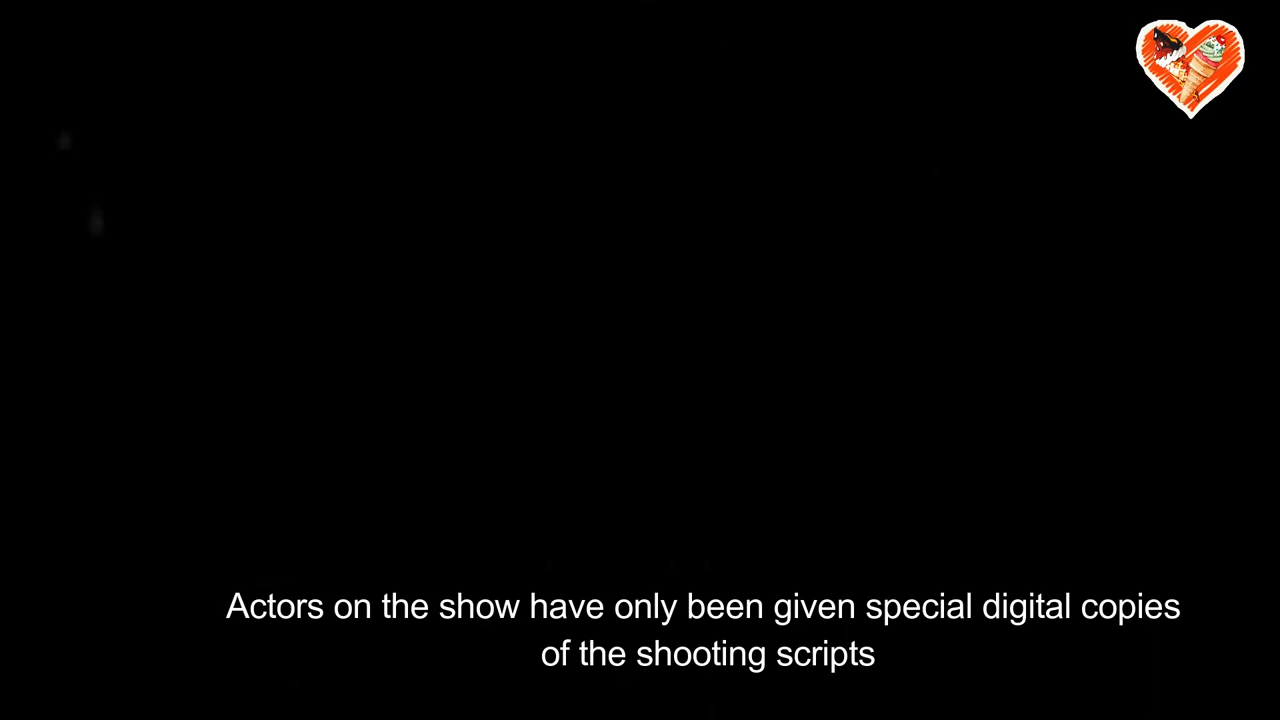 Actors on the show have only been given special digital copies
of the shooting scripts